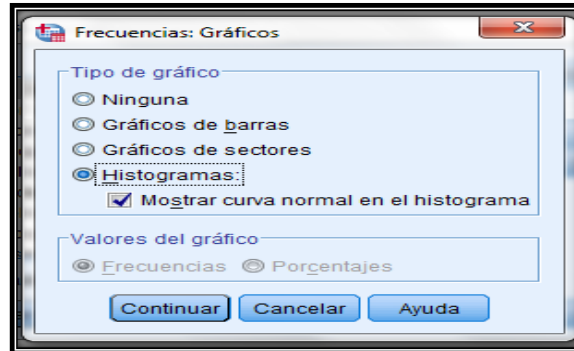 Frecuencias: Gráficos
Tipo de gráfico
Ninguna
Gráficos de barras
Gráficos de sectores
Histogramas:
Mostrar curva normal en el histograma
Valores del gráfico
Frecuencias Porcentajes
Continuar Cancelar Ayuda